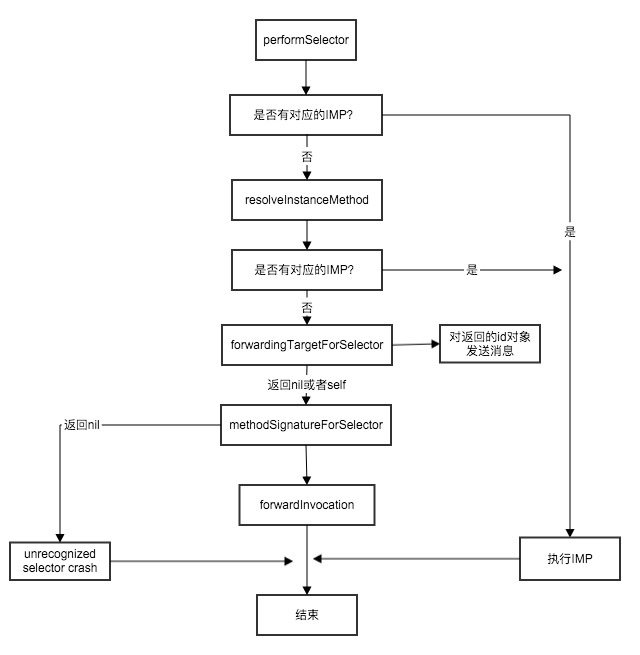 performSelector
是否有对应的IMP?
否
resolveInstanceMethod
是
是否有对应的IMP?
是
否
forwardingTargetForSelector
对返回的id对象
发送消息
返回nil或者self
返回nil
methodSignatureForSelector
forwardInvocation
unrecognized
selector crash
执行IMP
结束